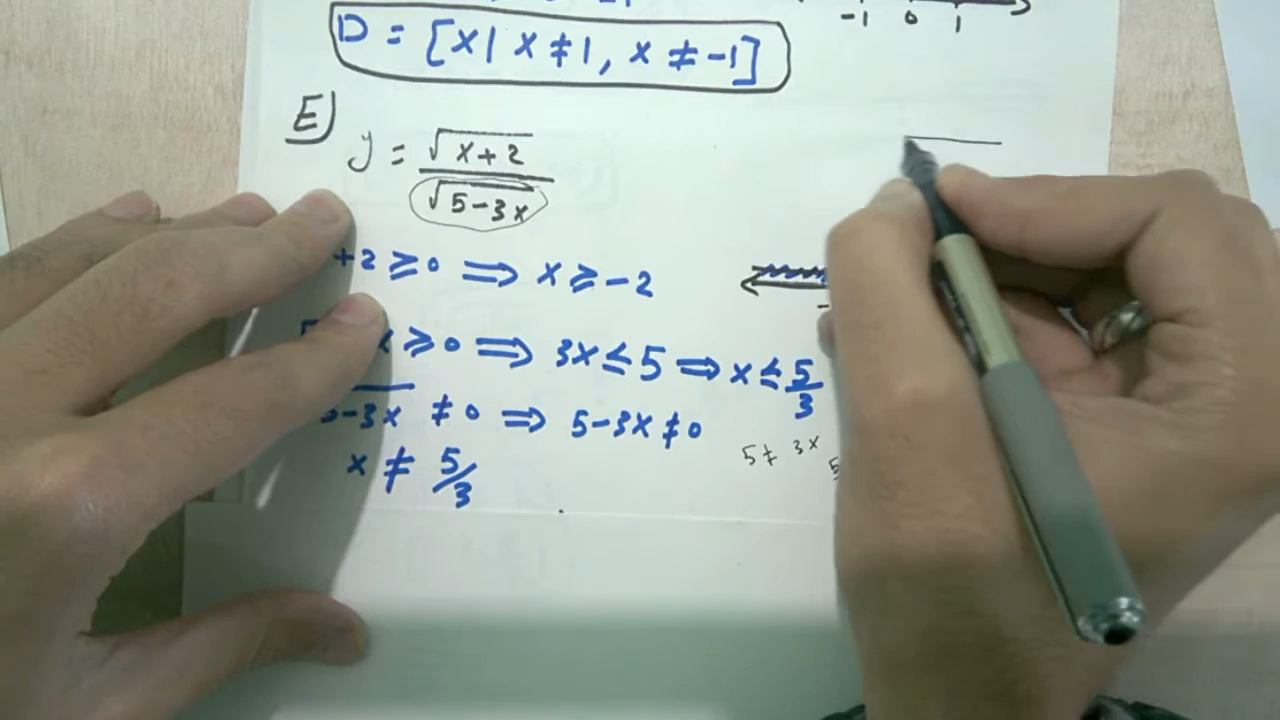 -1 0 1
D = [x | x ≠ 1, x ≠ -1]
E)
y = √x+2 / √5-3x
+2 ≥ 0 ⟹ x ≥ -2
x ≥ 0 ⟹ 3x ≤ 5 ⟹ x ≤ 5/3
5-3x ≠ 0 ⟹ 5-3x ≠ 0
5 ≠ 3x
x ≠ 5/3